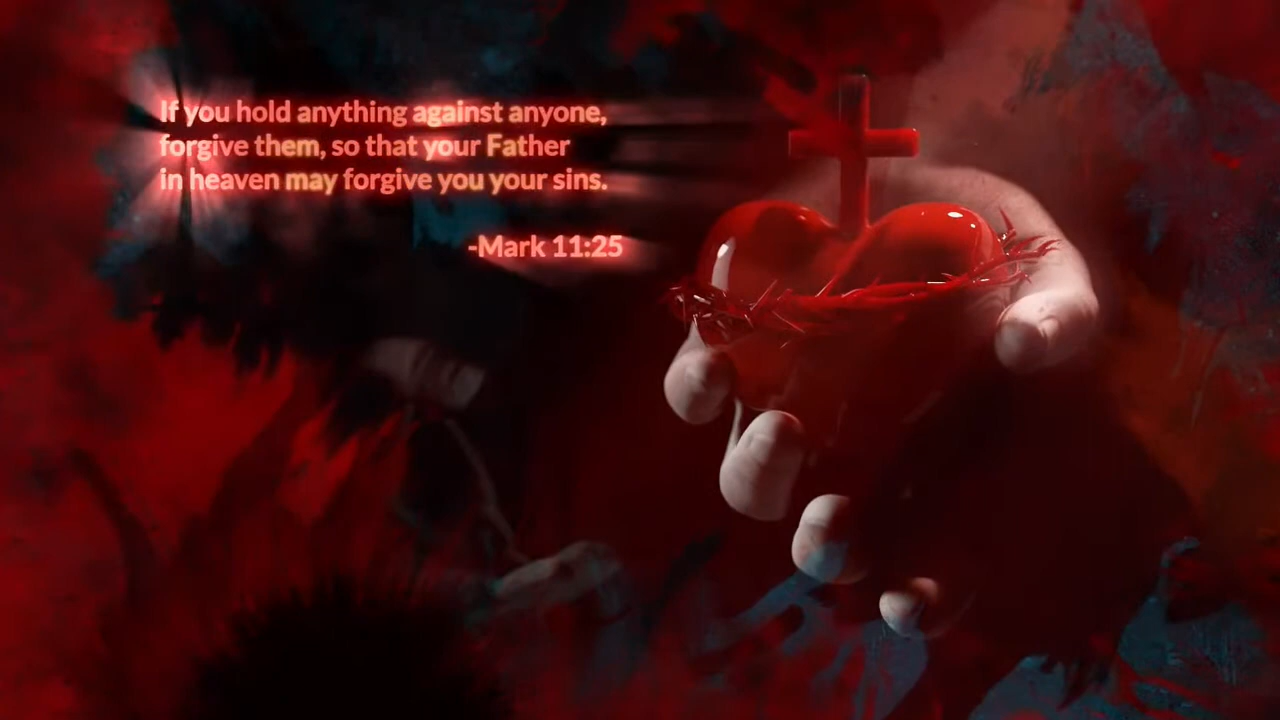 If you hold anything against anyone,
forgive them, so that your Father
in heaven may forgive you your sins.
-Mark 11:25